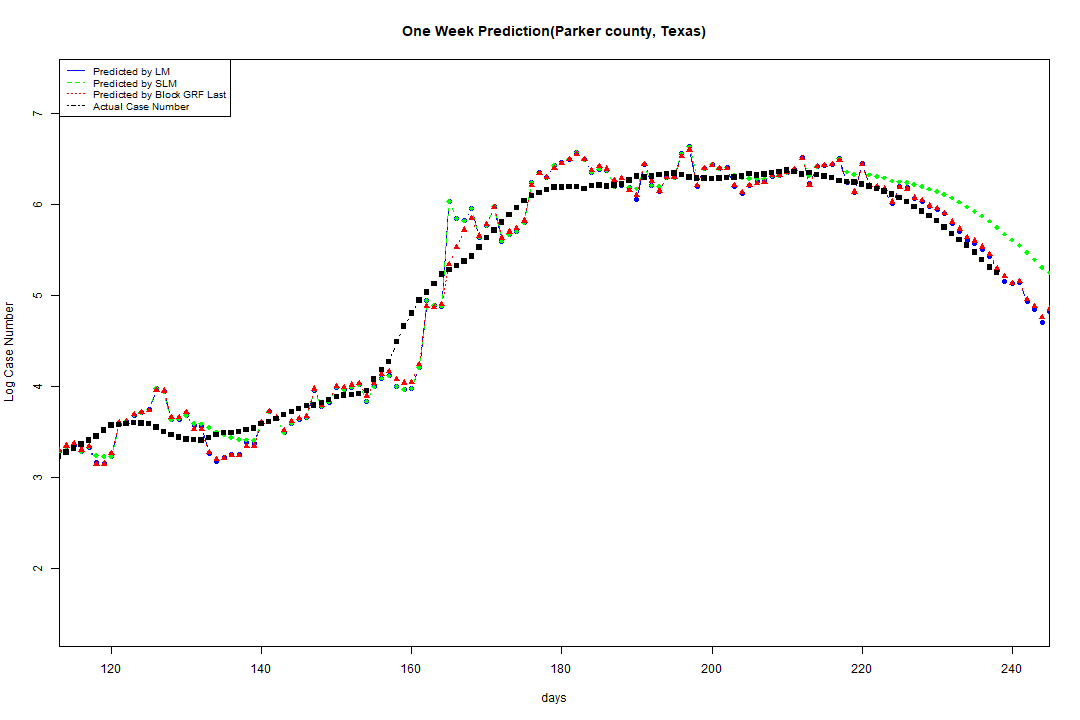 One Week Prediction(Parker county, Texas)
Predicted by LM
Predicted by SLM
Predicted by Block GRF Last
Actual Case Number
7
6
5
4
3
2
Log Case Number
120 140 160 180 200 220 240
days